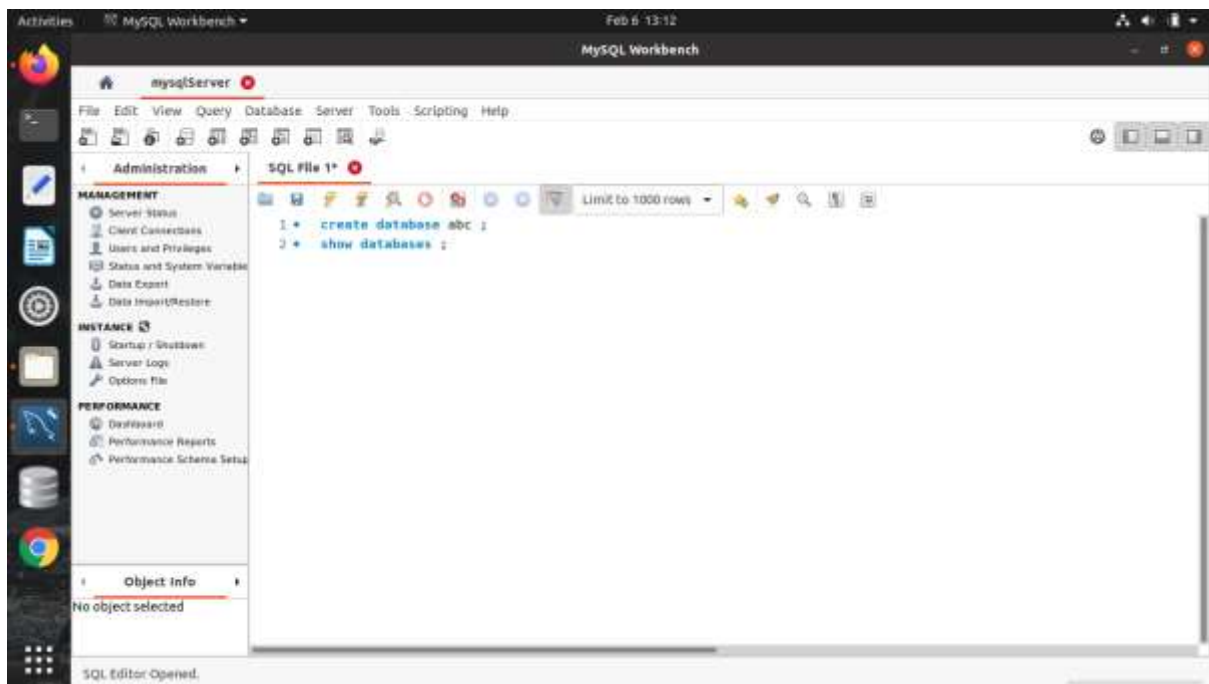 Activities MySQL Workbench Feb 6 13:12
MySQL Workbench
mysqlServer
File Edit View Query Database Server Tools Scripting Help
Administration SQL File 1*
MANAGEMENT
Server Status
Client Connections
Users and Privileges
Status and System Variable
Data Export
Data Import/Restore
INSTANCE
Startup / Shutdown
Server Logs
Options File
PERFORMANCE
Dashboard
Performance Reports
Performance Schema Setup
Limit to 1000 rows
1 create database abc ;
2 show databases ;
Object Info
No object selected
SQL Editor Opened.